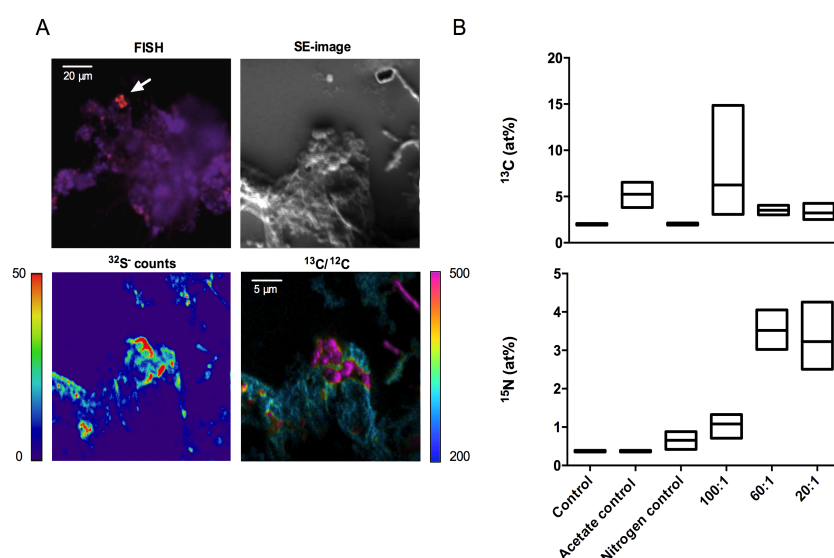 A
B
FISH
SE-image
20 µm
³²S⁻ counts
¹³C/¹²C
50
0
5 µm
500
200
¹³C (at%)
20
15
10
5
0
¹⁵N (at%)
5
4
3
2
1
0
Control
Acetate control
Nitrogen control
100:1
60:1
20:1